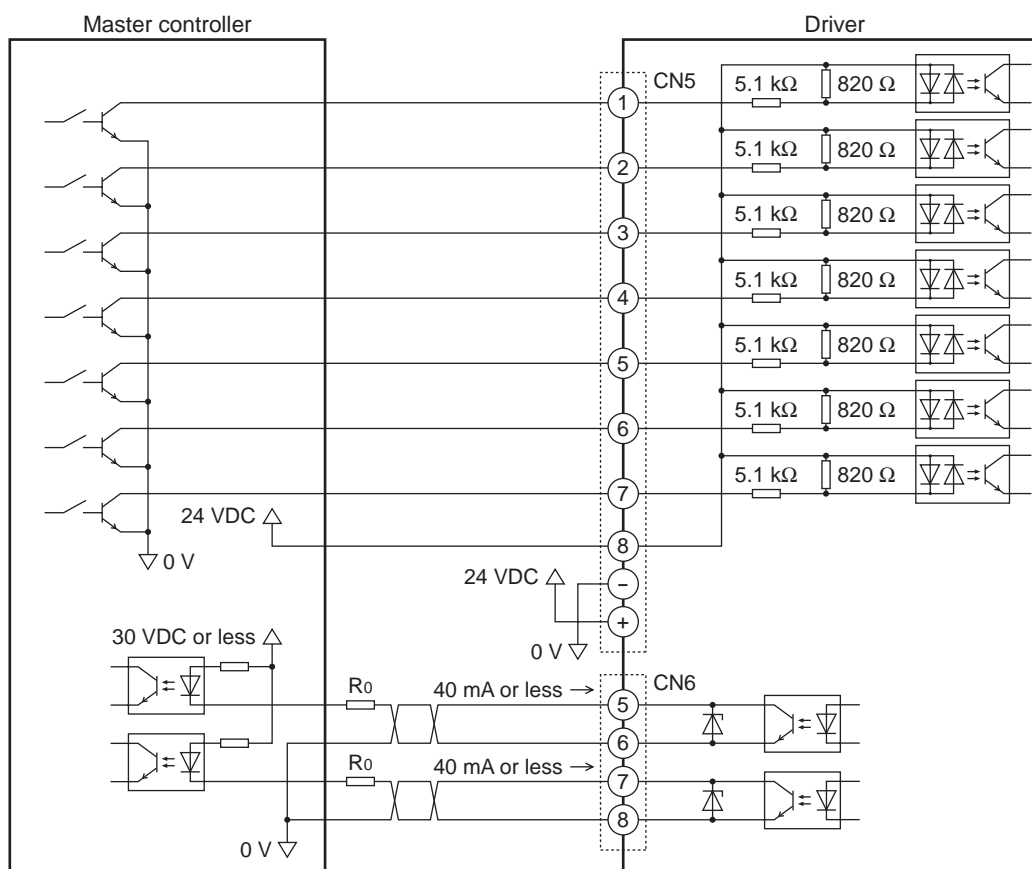 Master controller
Driver
CN5
5.1 kΩ
820 Ω
1
5.1 kΩ
820 Ω
2
5.1 kΩ
820 Ω
3
5.1 kΩ
820 Ω
4
5.1 kΩ
820 Ω
5
5.1 kΩ
820 Ω
6
5.1 kΩ
820 Ω
7
24 VDC
8
0 V
24 VDC
−
+
0 V
30 VDC or less
CN6
R0
40 mA or less
5
6
R0
40 mA or less
7
8
0 V